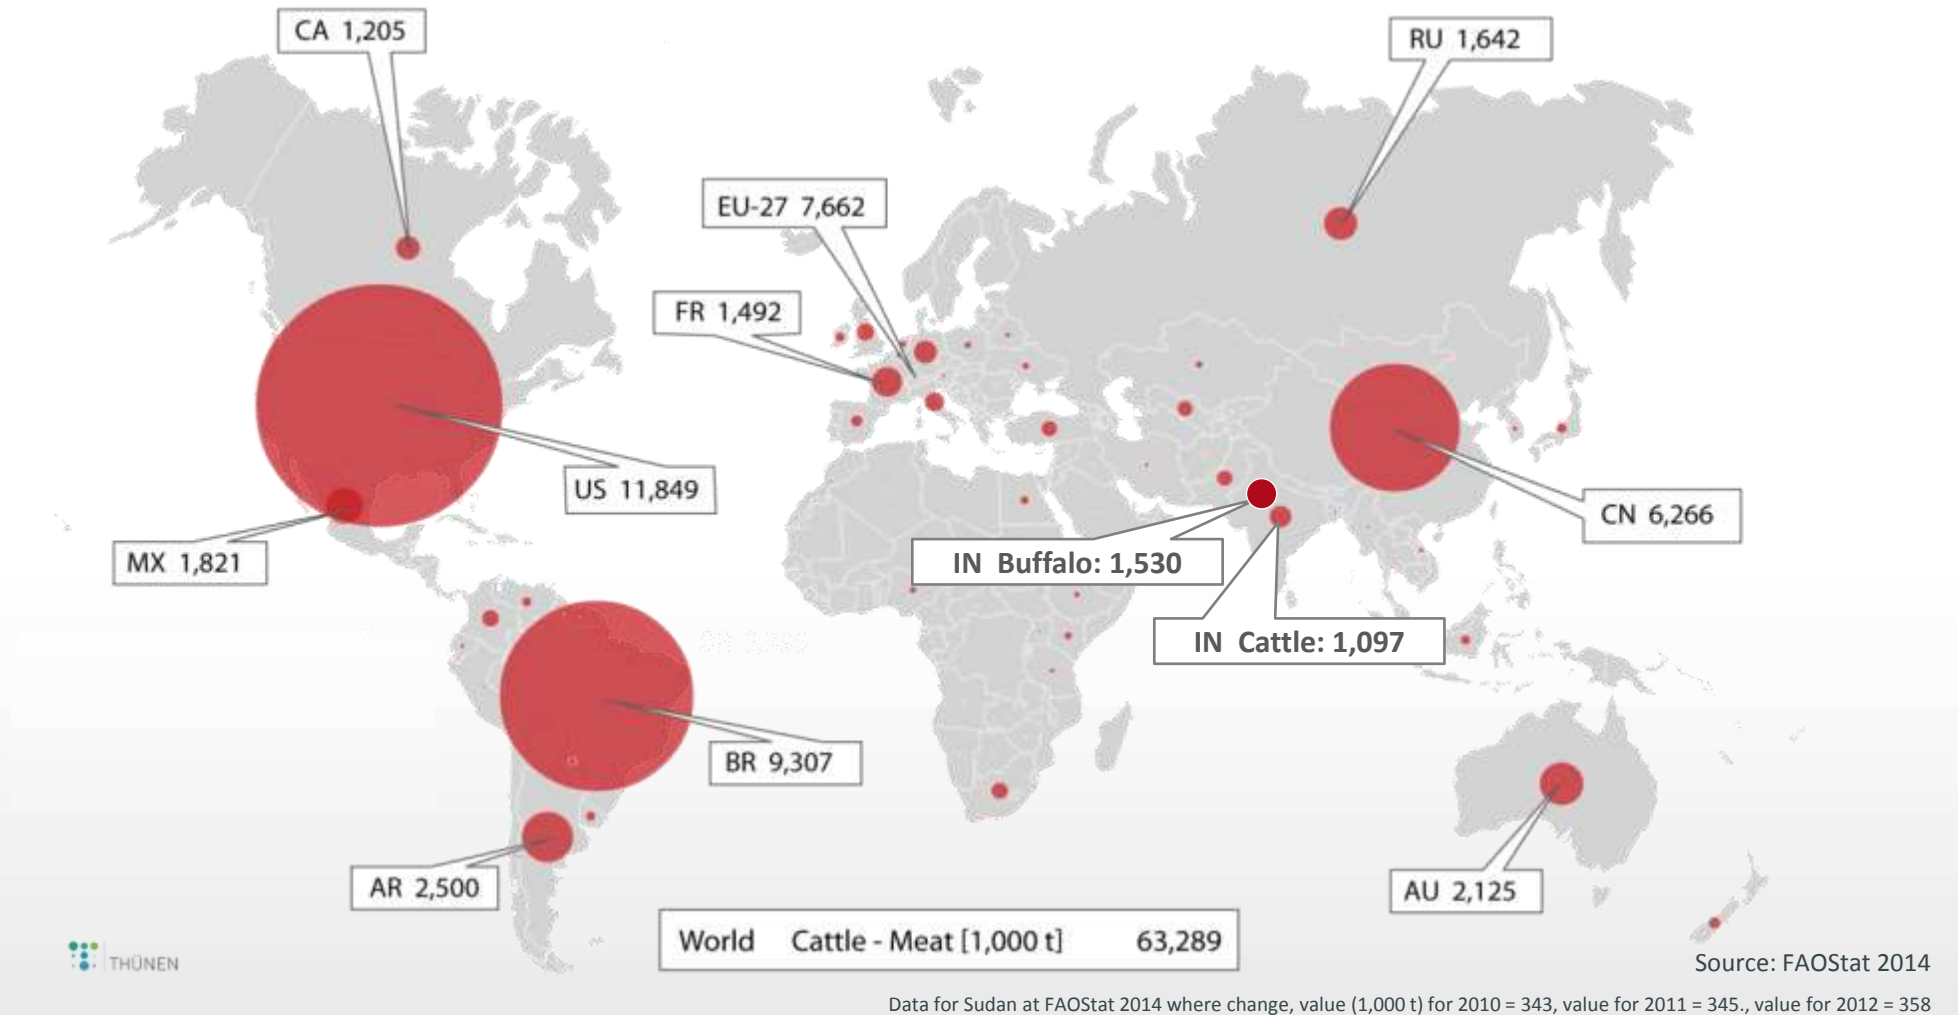 CA 1,205
RU 1,642
EU-27 7,662
FR 1,492
US 11,849
CN 6,266
MX 1,821
IN Buffalo: 1,530
IN Cattle: 1,097
BR 9,307
AR 2,500
AU 2,125
World Cattle - Meat [1,000 t] 63,289
THÜNEN
Source: FAOStat 2014
Data for Sudan at FAOStat 2014 where change, value (1,000 t) for 2010 = 343, value for 2011 = 345., value for 2012 = 358